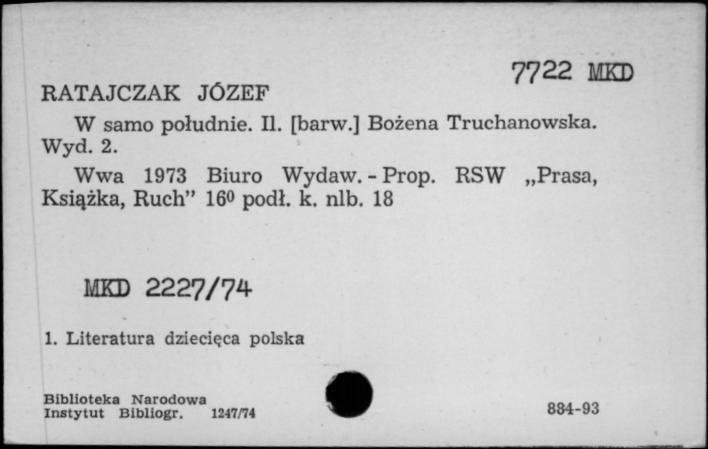 7722 MKD
RATAJCZAK JÓZEF
W samo południe. Il. [barw.] Bożena Truchanowska.
Wyd. 2.
Wwa 1973 Biuro Wydaw. - Prop. RSW „Prasa,
Książka, Ruch” 16⁰ podł. k. nlb. 18
MKD 2227/74
1. Literatura dziecięca polska
Biblioteka Narodowa
Instytut Bibliogr. 1247/74
884-93